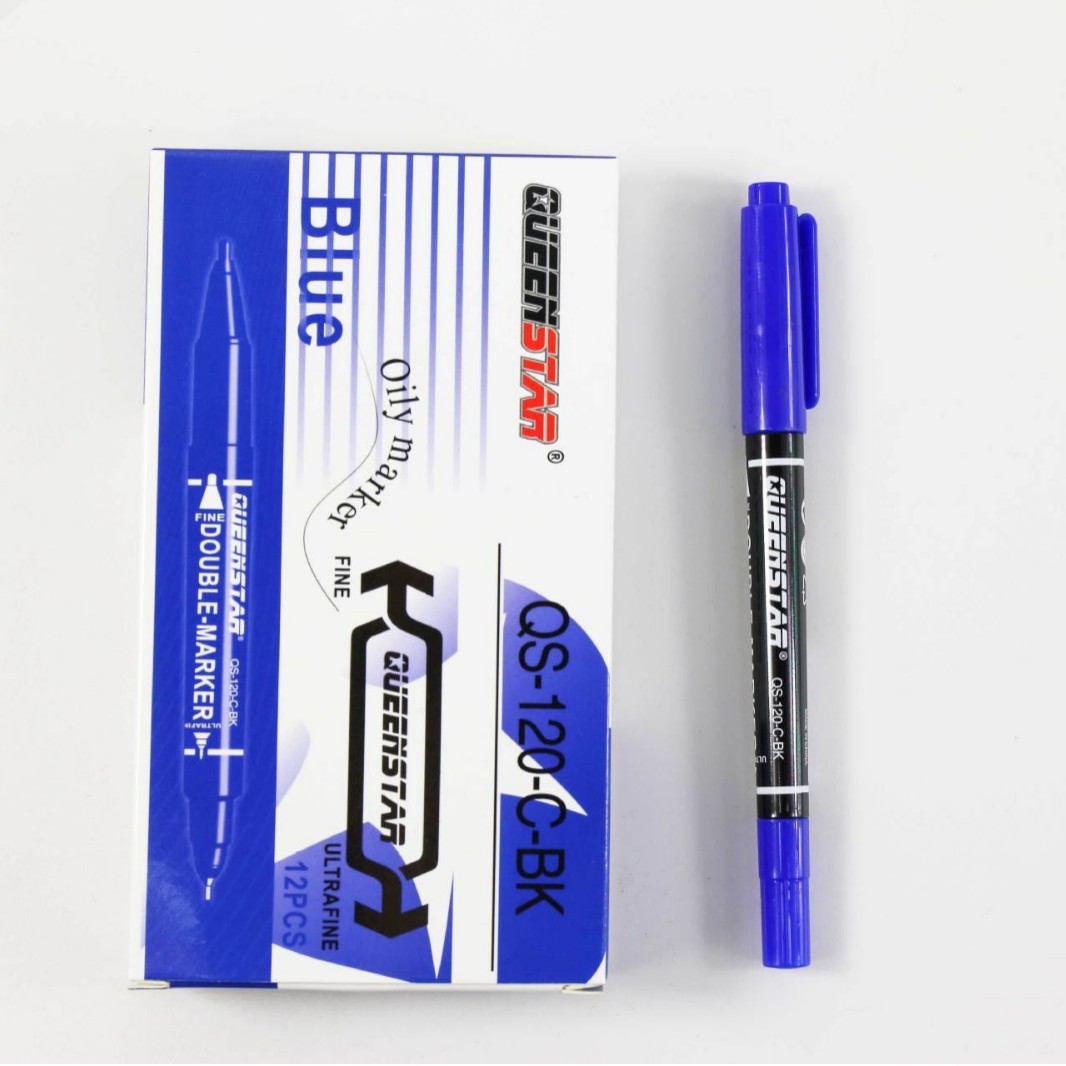 QUEENSTAR®
QS-120-C-BK
Blue
Oily marker
FINE
QUEENSTAR
ULTRAFINE
12PCS
QUEENSTAR®
QS-120-C-BK
FINE
DOUBLE-MARKER
QUEENSTAR®
QS-120-C-BK